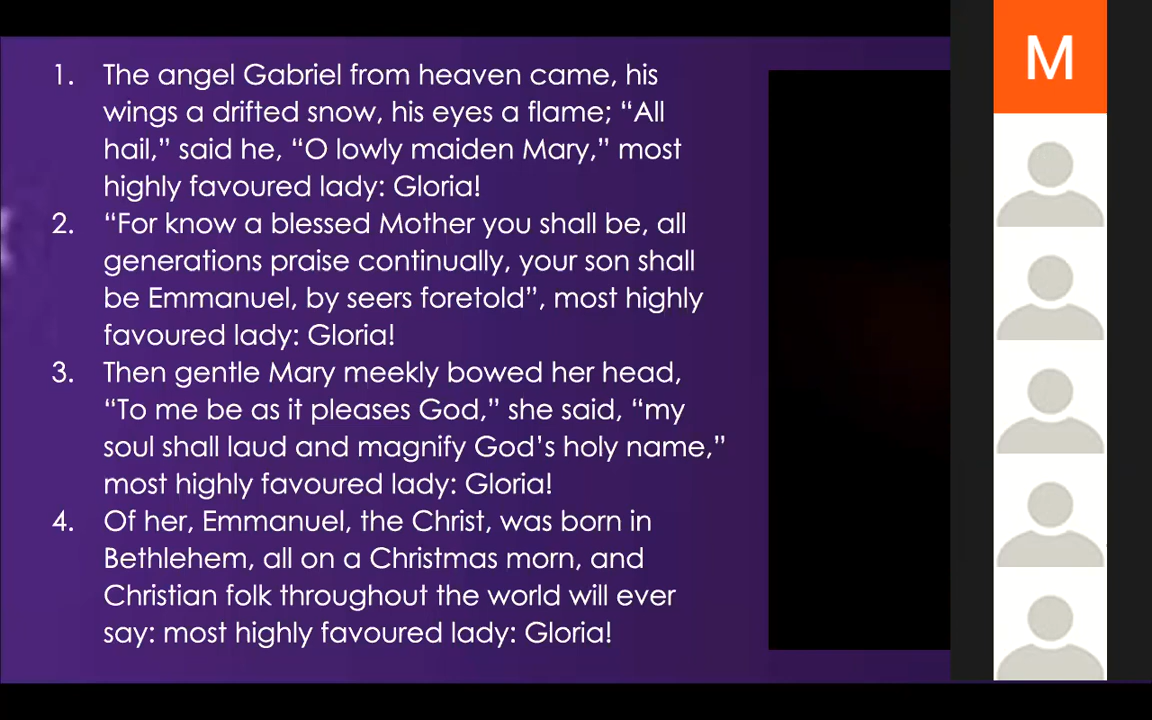 1. The angel Gabriel from heaven came, his
wings a drifted snow, his eyes a flame; “All
hail,” said he, “O lowly maiden Mary,” most
highly favoured lady: Gloria!
2. “For know a blessed Mother you shall be, all
generations praise continually, your son shall
be Emmanuel, by seers foretold”, most highly
favoured lady: Gloria!
3. Then gentle Mary meekly bowed her head,
“To me be as it pleases God,” she said, “my
soul shall laud and magnify God’s holy name,”
most highly favoured lady: Gloria!
4. Of her, Emmanuel, the Christ, was born in
Bethlehem, all on a Christmas morn, and
Christian folk throughout the world will ever
say: most highly favoured lady: Gloria!
M